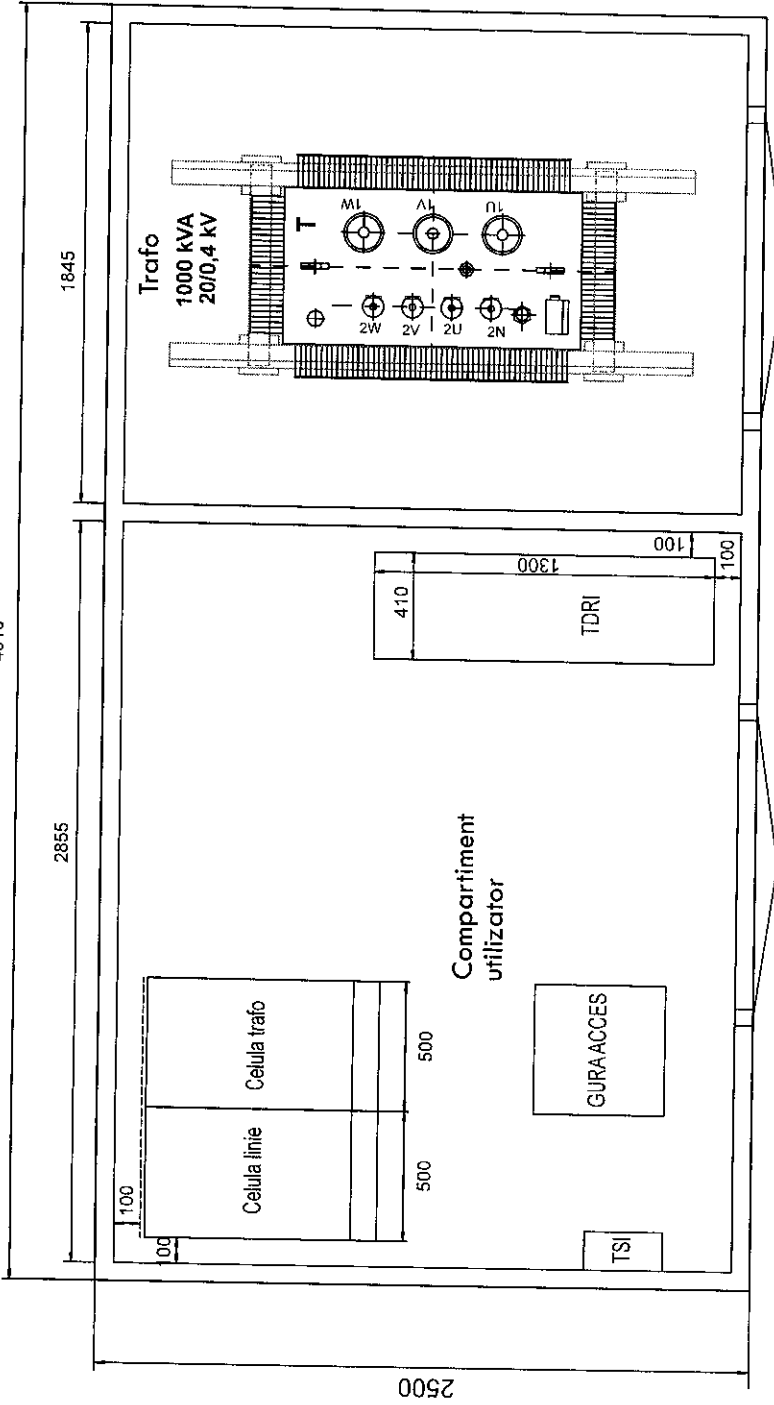 1845
2855
Trafo
1000 kVA
20/0,4 kV
T
1W
1V
1U
2W
2V
2U
2N
100
100
Celula linie
Celula trafo
500
500
Compartiment
utilizator
GURA ACCES
TSI
TDRI
410
1300
100
100
2500